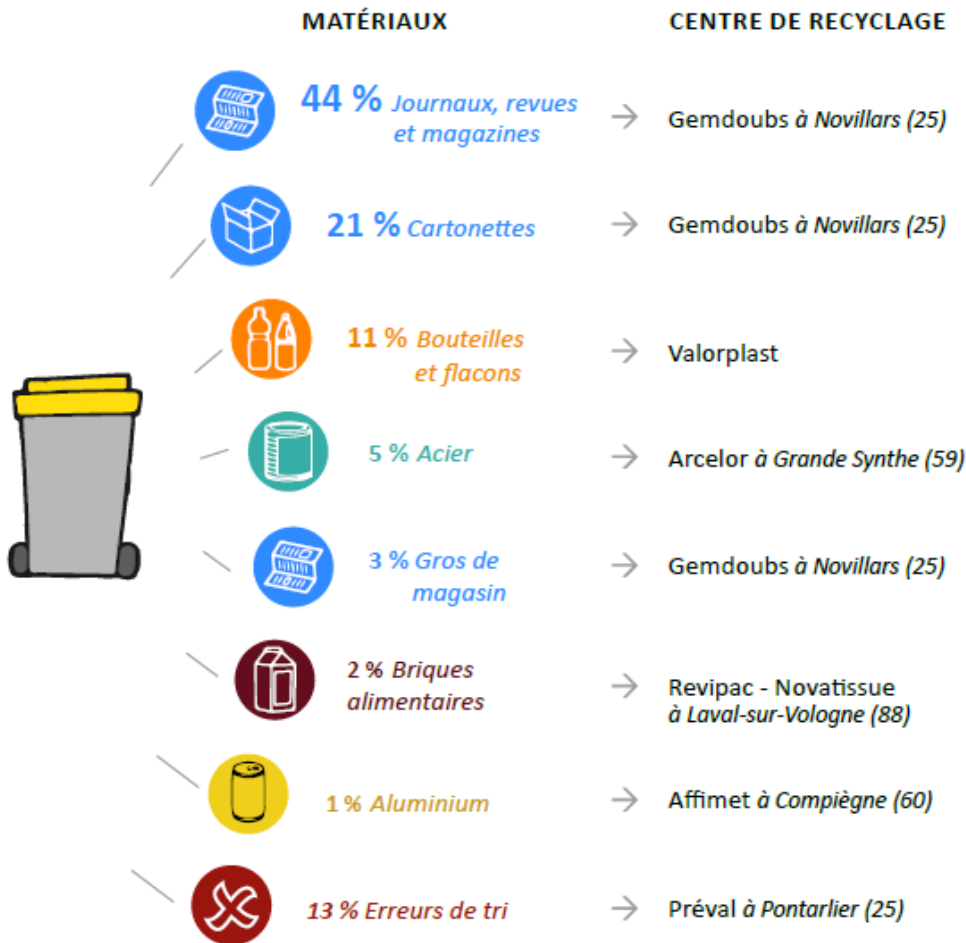 MATÉRIAUX
CENTRE DE RECYCLAGE
44 % Journaux, revues
et magazines
→ Gemdoubs à Novillars (25)
21 % Cartonettes
→ Gemdoubs à Novillars (25)
11 % Bouteilles
et flacons
→ Valorplast
5 % Acier
→ Arcelor à Grande Synthe (59)
3 % Gros de
magasin
→ Gemdoubs à Novillars (25)
2 % Briques
alimentaires
→ Revipac - Novatissue
à Laval-sur-Vologne (88)
1 % Aluminium
→ Affimet à Compiègne (60)
13 % Erreurs de tri
→ Préval à Pontarlier (25)